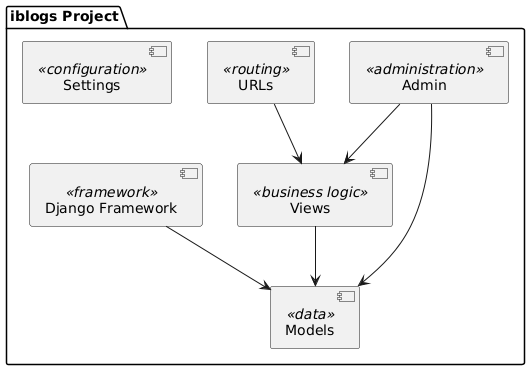 iblogs Project
«configuration»
Settings
«routing»
URLs
«administration»
Admin
«framework»
Django Framework
«business logic»
Views
«data»
Models